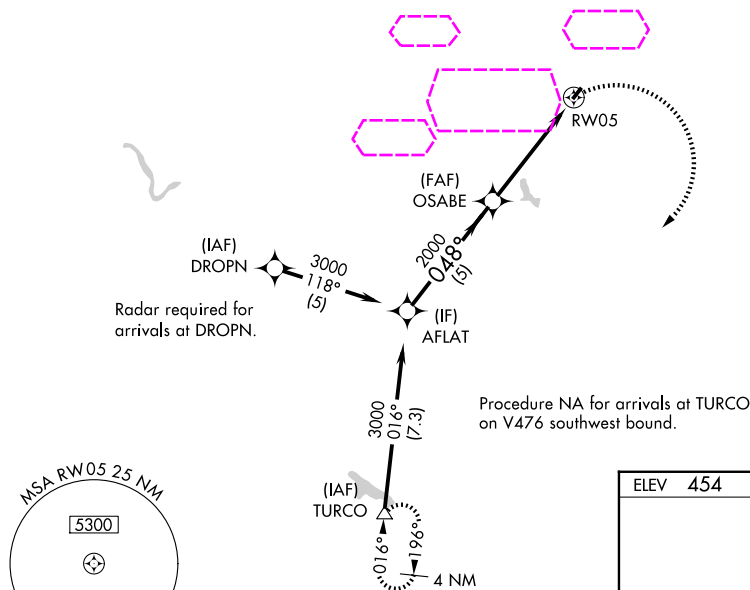 RW05
(FAF)
OSABE
(IAF)
DROPN
3000
118°
(5)
2000
048°
(5)
Radar required for
arrivals at DROPN.
(IF)
AFLAT
3000
016°
(7.3)
Procedure NA for arrivals at TURCO
on V476 southwest bound.
MSA RW05 25 NM
5300
(IAF)
TURCO
016°
196°
4 NM
ELEV 454